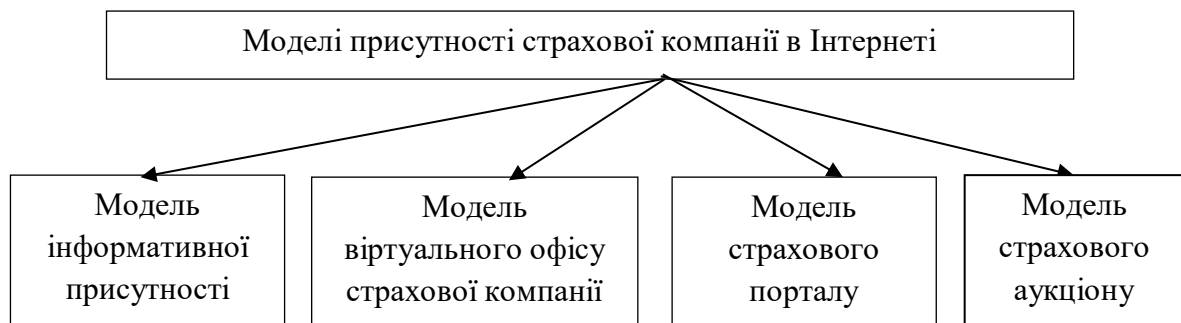 Моделі присутності страхової компанії в Інтернеті
Модель
інформативної
присутності
Модель
віртуального офісу
страхової компанії
Модель
страхового
порталу
Модель
страхового
аукціону